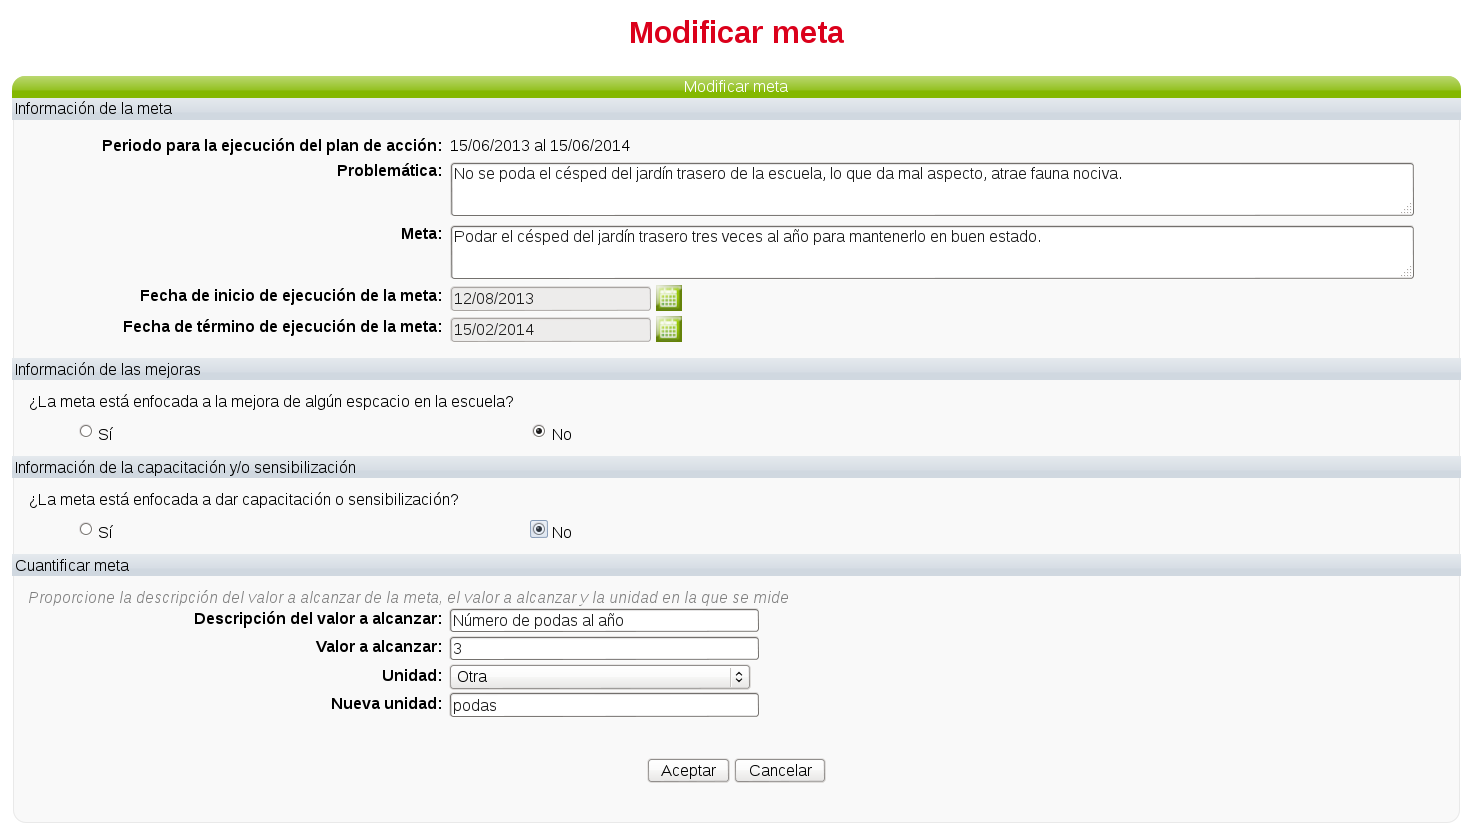 Modificar meta
Modificar meta
Información de la meta
Periodo para la ejecución del plan de acción: 15/06/2013 al 15/06/2014
Problemática: No se poda el césped del jardín trasero de la escuela, lo que da mal aspecto, atrae fauna nociva.
Meta: Podar el césped del jardín trasero tres veces al año para mantenerlo en buen estado.
Fecha de inicio de ejecución de la meta: 12/08/2013
Fecha de término de ejecución de la meta: 15/02/2014
Información de las mejoras
¿La meta está enfocada a la mejora de algún espcacio en la escuela?
Sí No
Información de la capacitación y/o sensibilización
¿La meta está enfocada a dar capacitación o sensibilización?
Sí No
Cuantificar meta
Proporcione la descripción del valor a alcanzar de la meta, el valor a alcanzar y la unidad en la que se mide
Descripción del valor a alcanzar: Número de podas al año
Valor a alcanzar: 3
Unidad: Otra
Nueva unidad: podas
Aceptar Cancelar